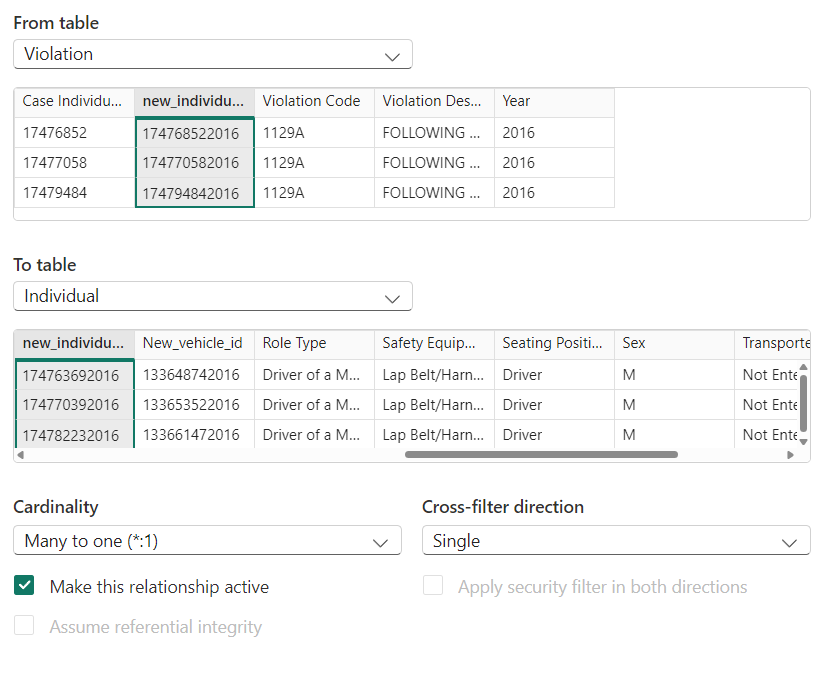 From table
Violation
Case Individu... new_individu... Violation Code Violation Des... Year
17476852 174768522016 1129A FOLLOWING ... 2016
17477058 174770582016 1129A FOLLOWING ... 2016
17479484 174794842016 1129A FOLLOWING ... 2016
To table
Individual
new_individu... New_vehicle_id Role Type Safety Equip... Seating Positi... Sex Transporte
174763692016 133648742016 Driver of a M... Lap Belt/Harn... Driver M Not Ente
174770392016 133653522016 Driver of a M... Lap Belt/Harn... Driver M Not Ente
174782232016 133661472016 Driver of a M... Lap Belt/Harn... Driver M Not Ente
Cardinality Cross-filter direction
Many to one (*:1) Single
Make this relationship active Apply security filter in both directions
Assume referential integrity